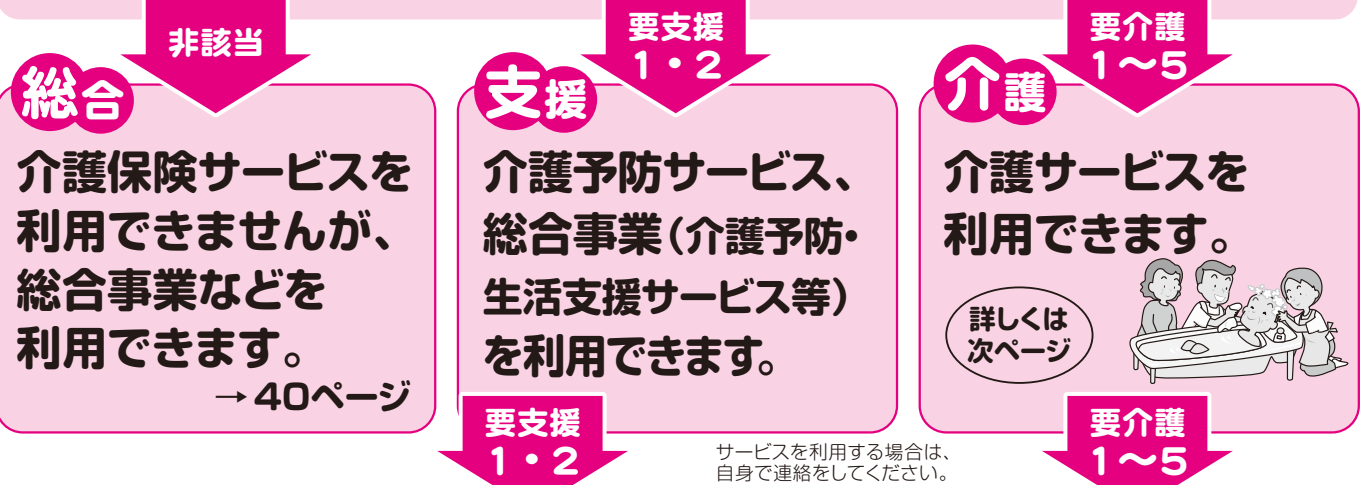 非該当
総合
介護保険サービスを
利用できませんが、
総合事業などを
利用できます。
→40ページ
要支援
1・2
支援
介護予防サービス、
総合事業(介護予防・
生活支援サービス等)
を利用できます。
要支援
1・2
要介護
1〜5
介護
介護サービスを
利用できます。
詳しくは
次ページ
サービスを利用する場合は、
自身で連絡をしてください。
要介護
1〜5